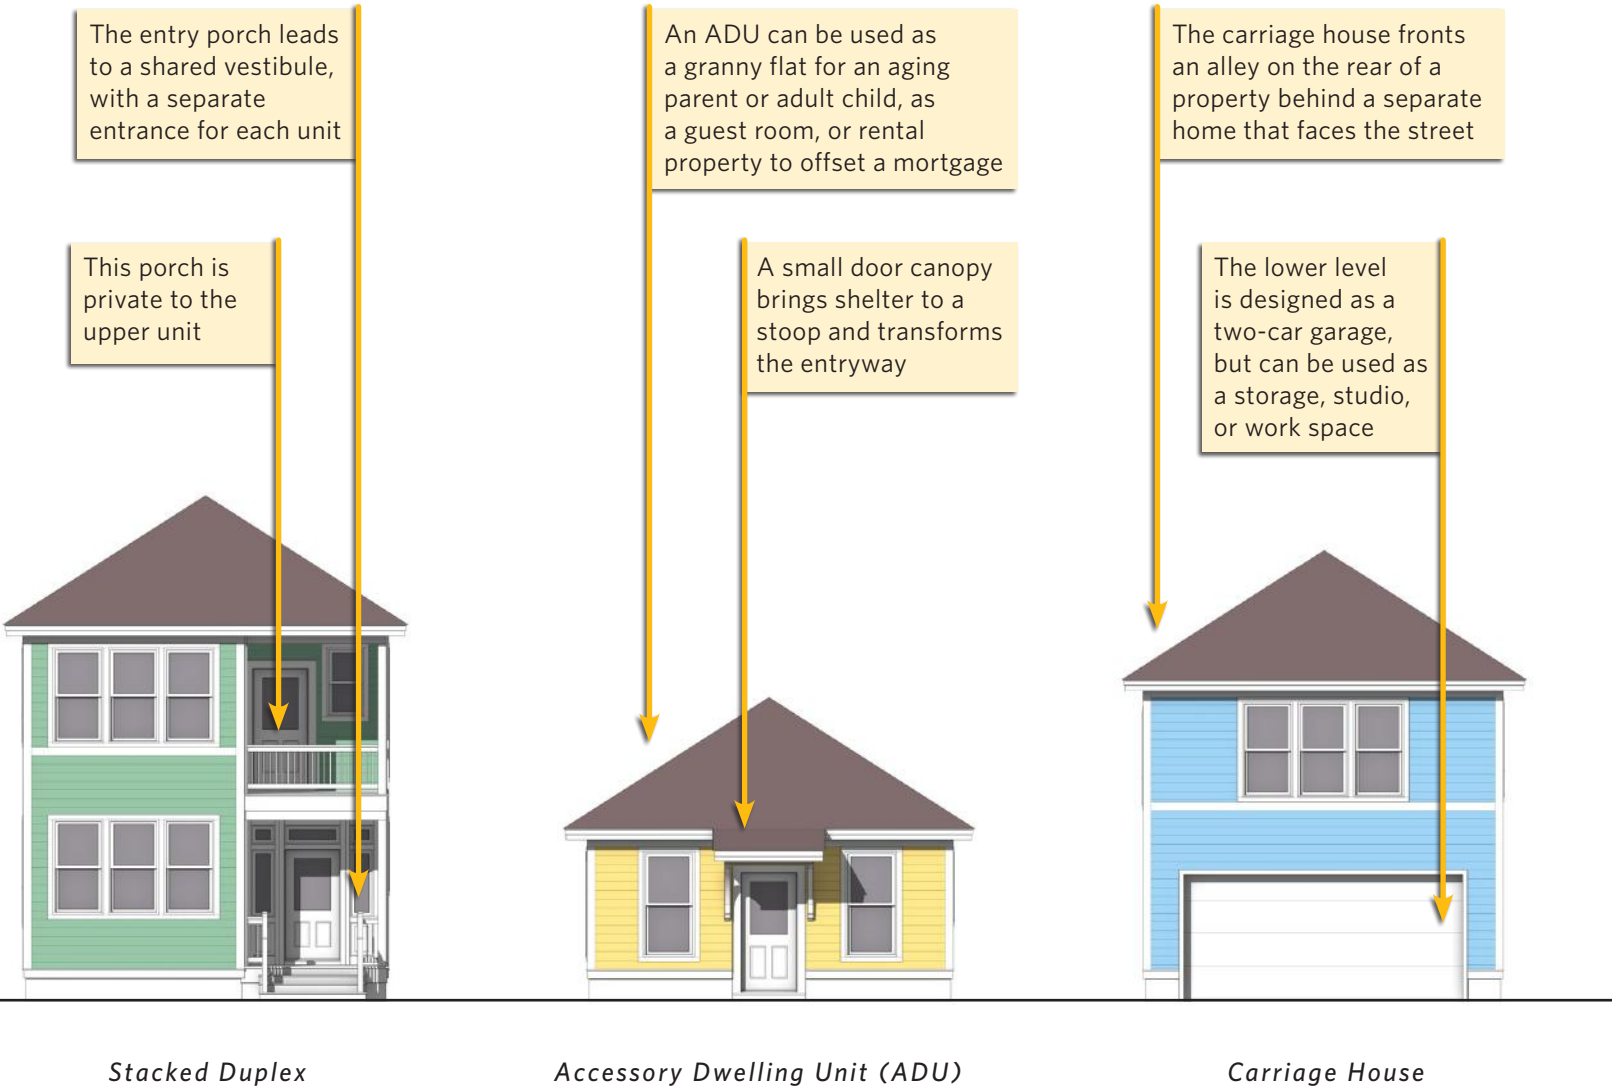 The entry porch leads
to a shared vestibule,
with a separate
entrance for each unit
This porch is
private to the
upper unit
An ADU can be used as
a granny flat for an aging
parent or adult child, as
a guest room, or rental
property to offset a mortgage
A small door canopy
brings shelter to a
stoop and transforms
the entryway
The carriage house fronts
an alley on the rear of a
property behind a separate
home that faces the street
The lower level
is designed as a
two-car garage,
but can be used as
a storage, studio,
or work space
Stacked Duplex
Accessory Dwelling Unit (ADU)
Carriage House